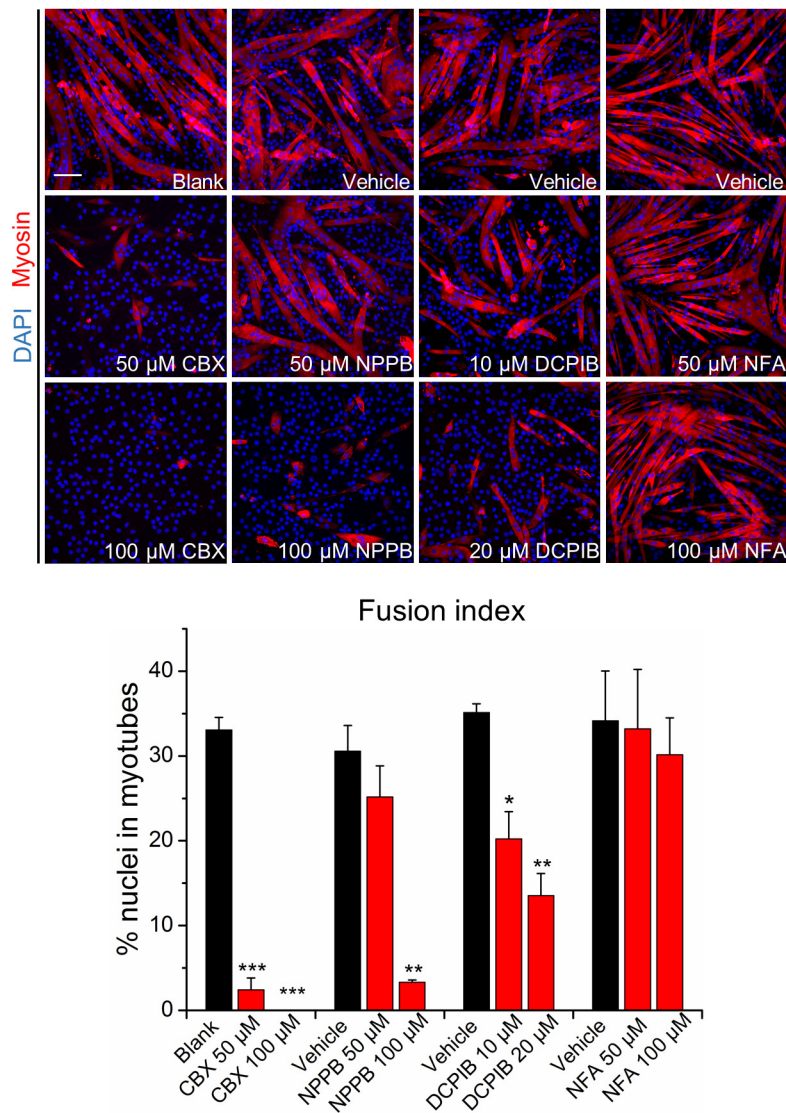 DAPI Myosin
Blank Vehicle Vehicle Vehicle
50 µM CBX 50 µM NPPB 10 µM DCPIB 50 µM NFA
100 µM CBX 100 µM NPPB 20 µM DCPIB 100 µM NFA
Fusion index
% nuclei in myotubes
40
30
20
10
0
***
***
**
*
**
Blank
CBX 50 µM
CBX 100 µM
Vehicle
NPPB 50 µM
NPPB 100 µM
Vehicle
DCPIB 10 µM
DCPIB 20 µM
Vehicle
NFA 50 µM
NFA 100 µM